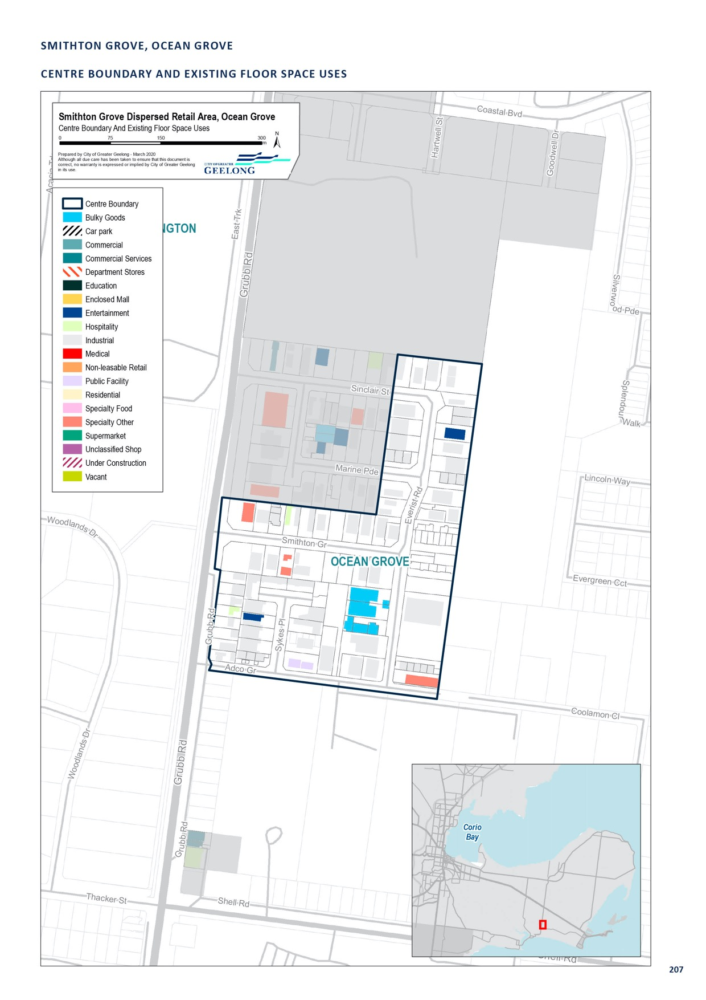 SMITHTON GROVE, OCEAN GROVE
CENTRE BOUNDARY AND EXISTING FLOOR SPACE USES
Smithton Grove Dispersed Retail Area, Ocean Grove
Centre Boundary And Existing Floor Space Uses
0 75 150 300
m
N
Prepared by City of Greater Geelong - March 2020
Although all due care has been taken to ensure that this document is
correct, no warranty is expressed or implied by City of Greater Geelong
in its use.
CITY OF GREATER
GEELONG
Centre Boundary
Bulky Goods
Car park
Commercial
Commercial Services
Department Stores
Education
Enclosed Mall
Entertainment
Hospitality
Industrial
Medical
Non-leasable Retail
Public Facility
Residential
Specialty Food
Specialty Other
Supermarket
Unclassified Shop
Under Construction
Vacant
NGTON
East Trk
Grubb Rd
Coastal Bvd
Hartwell St
Goodwell Dr
Silverwo
od Pde
Splendour
Walk
Sinclair St
Marine Pde
Everist Rd
Lincoln Way
Evergreen Cct
Woodlands Dr
Smithton Gr
OCEAN GROVE
Grubb Rd
Sykes Pl
Adco Gr
Coolamon Cl
Woodlands Dr
Grubb Rd
Grubb Rd
Thacker St
Shell Rd
Corio
Bay
Shell Rd
207